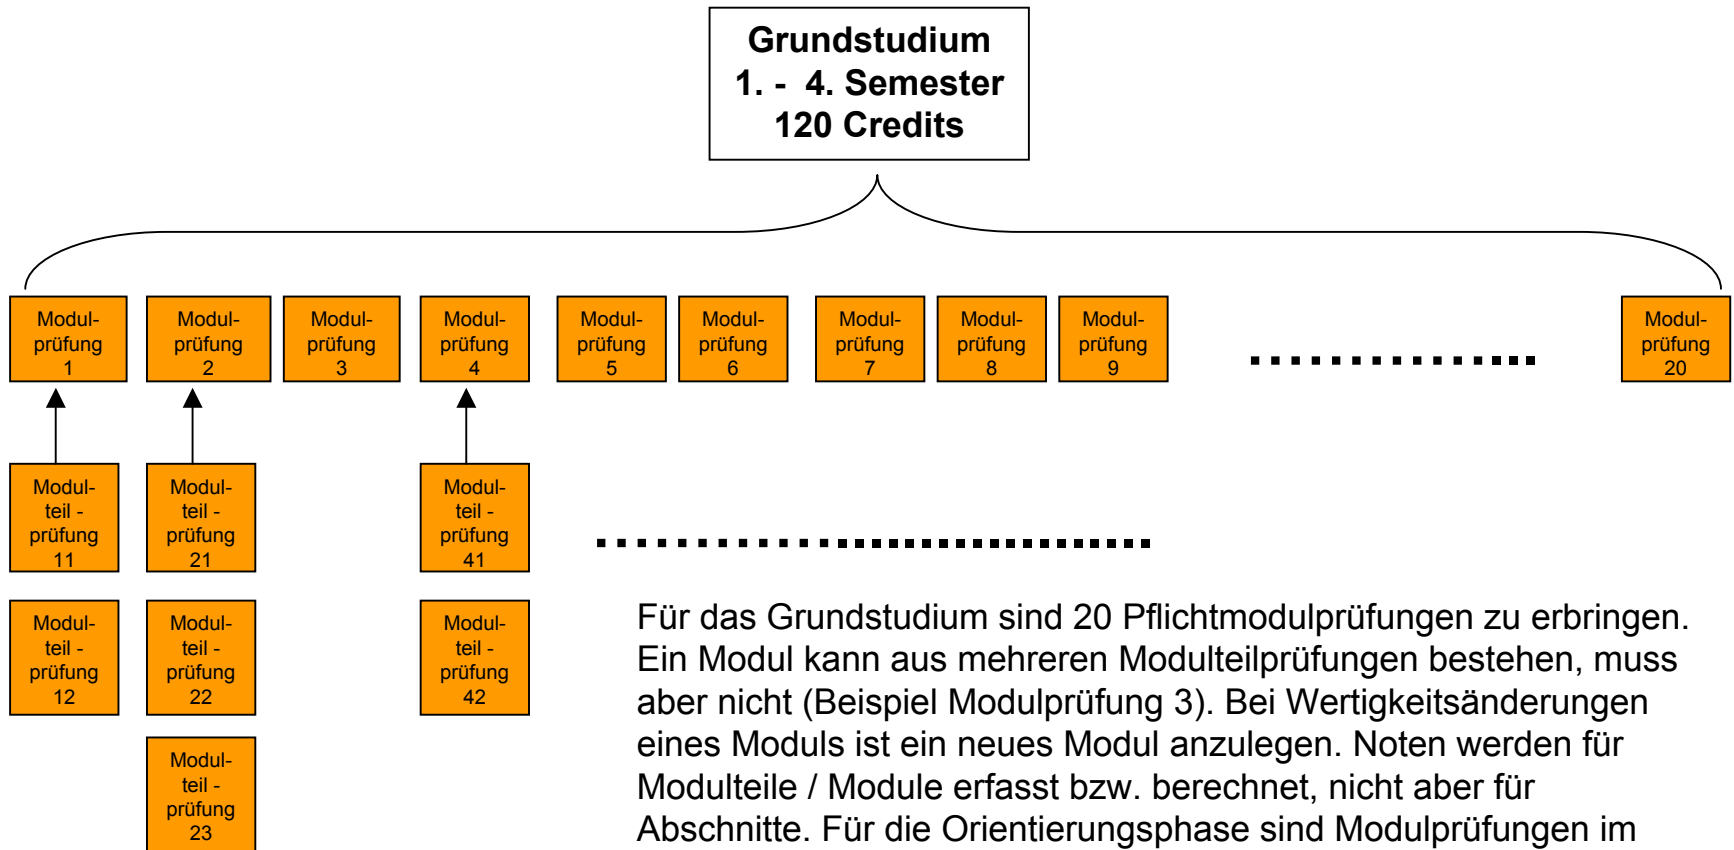 Grundstudium
1. - 4. Semester
120 Credits
Modul-
prüfung
1
Modul-
prüfung
2
Modul-
prüfung
3
Modul-
prüfung
4
Modul-
prüfung
5
Modul-
prüfung
6
Modul-
prüfung
7
Modul-
prüfung
8
Modul-
prüfung
9
Modul-
prüfung
20
Modul-
teil -
prüfung
11
Modul-
teil -
prüfung
21
Modul-
teil -
prüfung
41
Modul-
teil -
prüfung
12
Modul-
teil -
prüfung
22
Modul-
teil -
prüfung
42
Modul-
teil -
prüfung
23
Für das Grundstudium sind 20 Pflichtmodulprüfungen zu erbringen.
Ein Modul kann aus mehreren Modulteilprüfungen bestehen, muss
aber nicht (Beispiel Modulprüfung 3). Bei Wertigkeitsänderungen
eines Moduls ist ein neues Modul anzulegen. Noten werden für
Modulteile / Module erfasst bzw. berechnet, nicht aber für
Abschnitte. Für die Orientierungsphase sind Modulprüfungen im